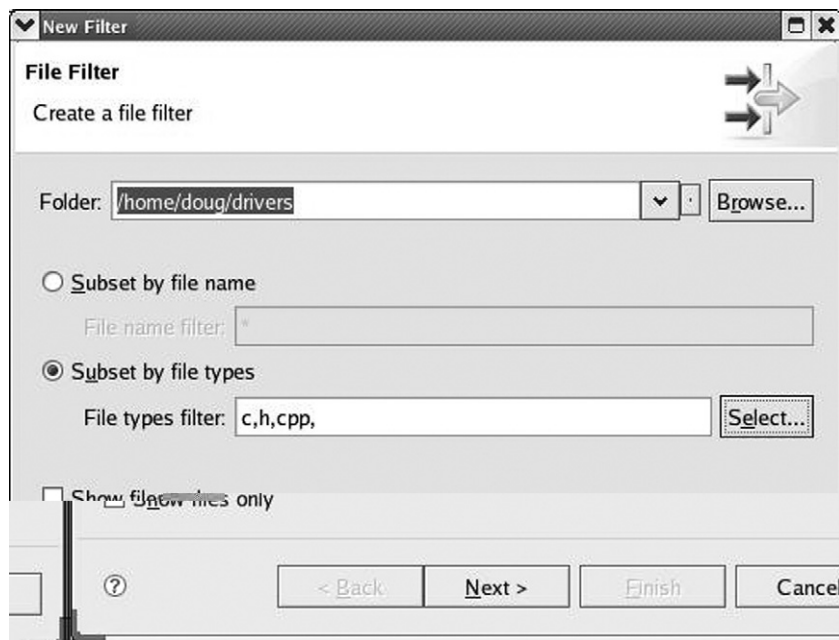 New Filter
File Filter
Create a file filter
Folder: /home/doug/drivers Browse...
Subset by file name
File name filter: *
Subset by file types
File types filter: c,h,cpp, Select...
Show files only
< Back Next > Finish Cancel